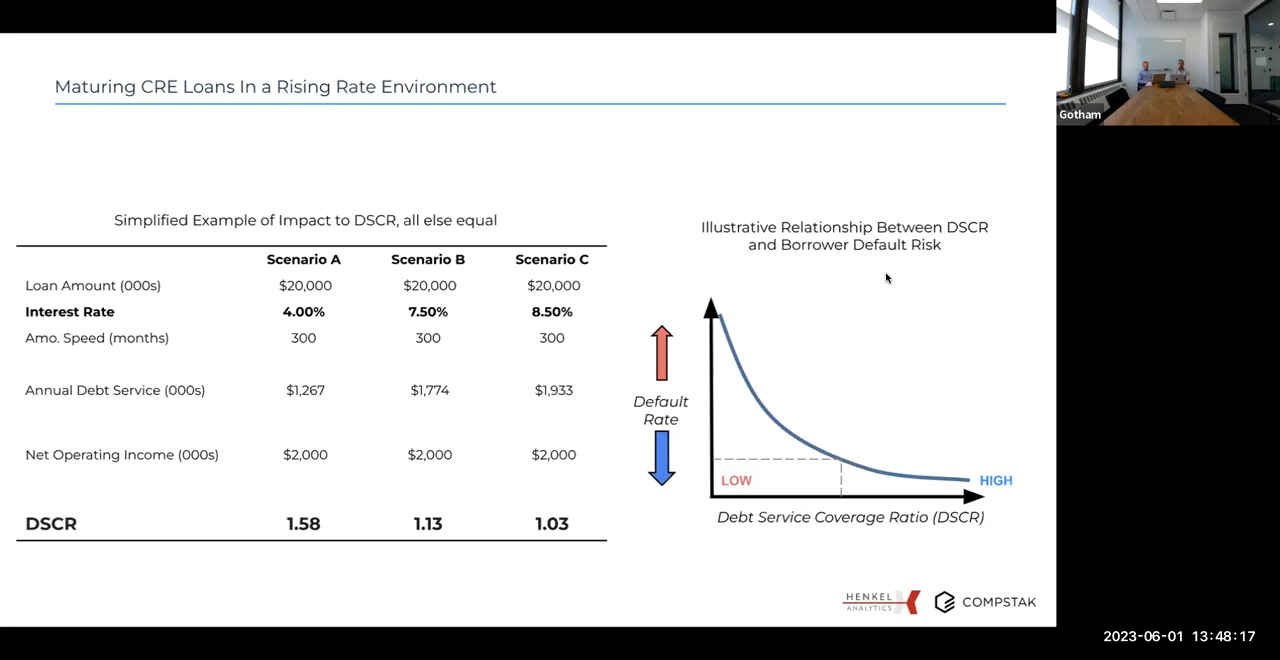 Maturing CRE Loans In a Rising Rate Environment
Gotham
Simplified Example of Impact to DSCR, all else equal
Scenario A Scenario B Scenario C
Loan Amount (000s) $20,000 $20,000 $20,000
Interest Rate 4.00% 7.50% 8.50%
Amo. Speed (months) 300 300 300
Annual Debt Service (000s) $1,267 $1,774 $1,933
Net Operating Income (000s) $2,000 $2,000 $2,000
DSCR 1.58 1.13 1.03
Illustrative Relationship Between DSCR
and Borrower Default Risk
Default
Rate
LOW
HIGH
Debt Service Coverage Ratio (DSCR)
HENKEL
ANALYTICS
COMPSTAK
2023-06-01 13:48:17